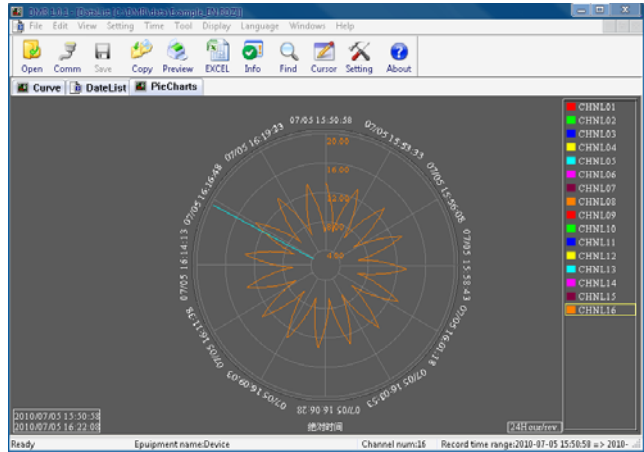 File Edit View Setting Time Tool Display Language Windows Help
Open Comm Save Copy Preview EXCEL Info Find Cursor Setting About
Curve DateList PicCharts
07/05 15:50:58
07/05 15:53:33
07/05 15:56:08
07/05 15:58:43
07/05 16:01:18
07/05 16:03:53
07/05 16 06 28
07/05 16:09:03
07/05 16:11:38
07/05 16:14:13
07/05 16:16:48
07/05 16:19:23
20.00
16.00
12.00
8.00
4.00
绝对时间
CHNL01
CHNL02
CHNL03
CHNL04
CHNL05
CHNL06
CHNL07
CHNL08
CHNL09
CHNL10
CHNL11
CHNL12
CHNL13
CHNL14
CHNL15
CHNL16
2010/07/05 15:50:58
2010/07/05 16:22:08
24Hour/rev
Ready Epuipment name:Device Channel num:16 Record time range:2010-07-05 15:50:58 => 2010-